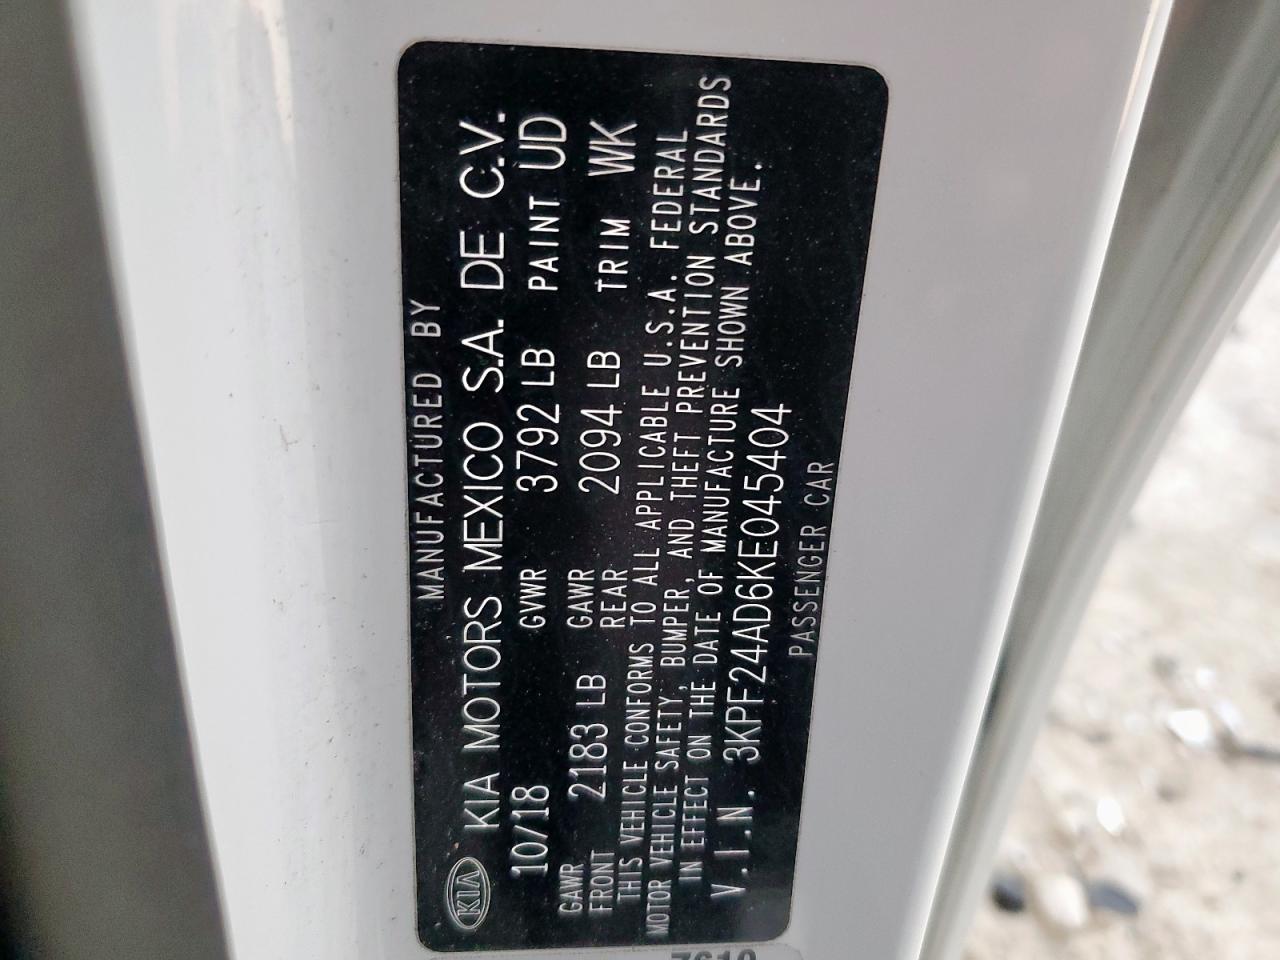 MANUFACTURED BY
KIA KIA MOTORS MEXICO S.A. DE C.V.
10/18 GVWR 3792 LB PAINT UD
GAWR FRONT 2183 LB GAWR REAR 2094 LB TRIM WK
THIS VEHICLE CONFORMS TO ALL APPLICABLE U.S.A. FEDERAL
MOTOR VEHICLE SAFETY, BUMPER, AND THEFT PREVENTION STANDARDS
IN EFFECT ON THE DATE OF MANUFACTURE SHOWN ABOVE.
V.I.N. 3KPF24AD6KE045404
PASSENGER CAR